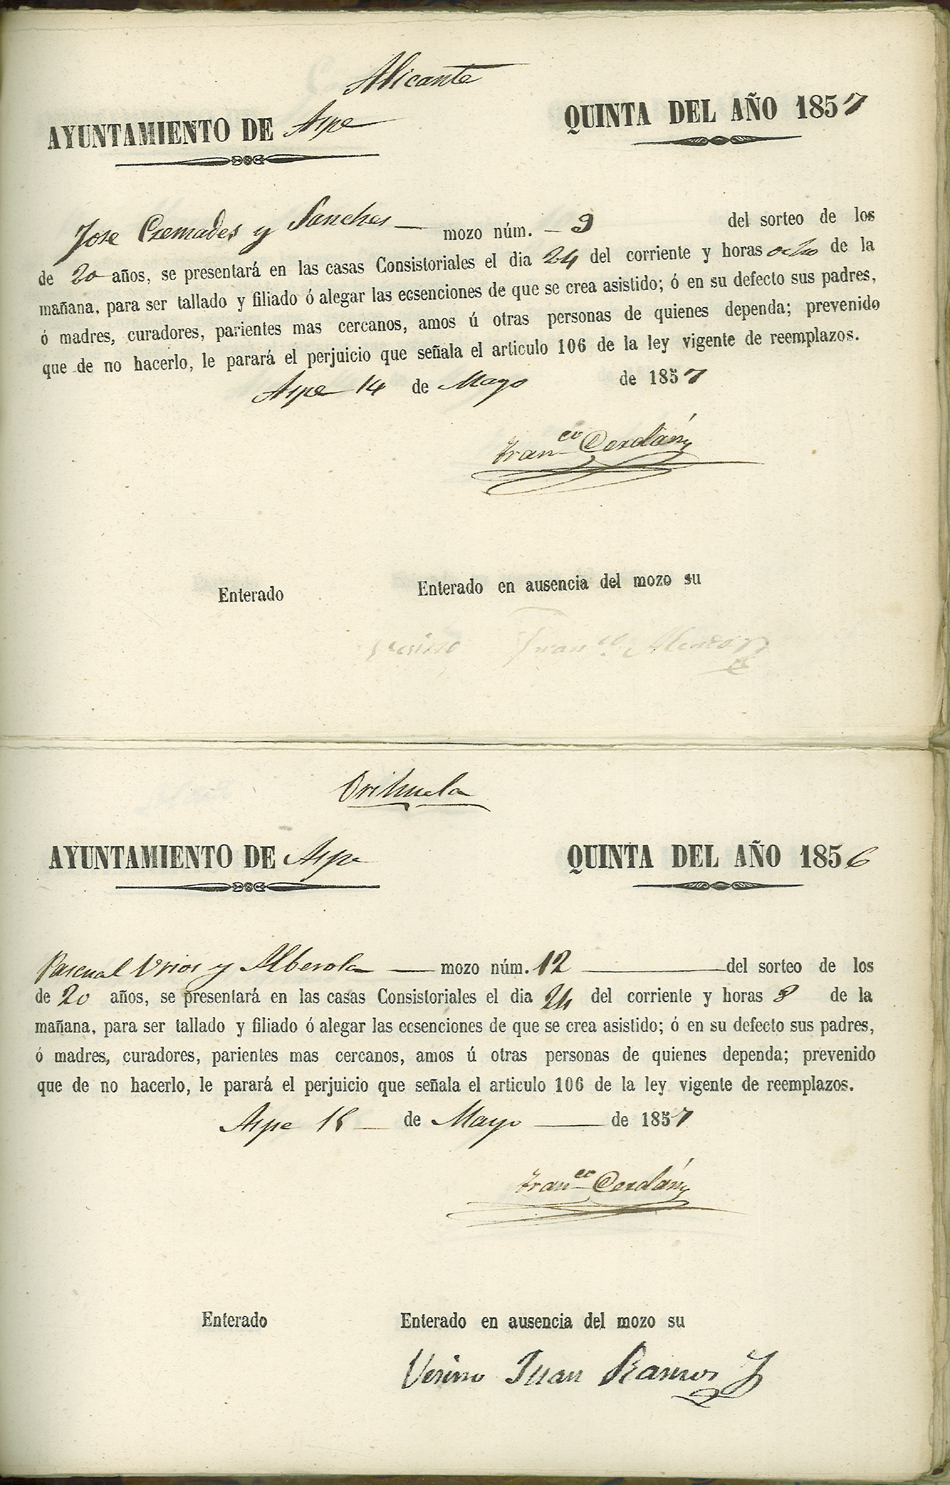 Alicante
AYUNTAMIENTO DE Aspe
QUINTA DEL AÑO 1857
Jose Cremades y Sanches mozo núm. 9 del sorteo de los
de 20 años, se presentará en las casas Consistoriales el dia 24 del corriente y horas ocho de la
mañana, para ser tallado y filiado ó alegar las ecsenciones de que se crea asistido; ó en su defecto sus padres,
ó madres, curadores, parientes mas cercanos, amos ú otras personas de quienes dependa; prevenido
que de no hacerlo, le parará el perjuicio que señala el articulo 106 de la ley vigente de reemplazos.
Aspe 14 de Mayo de 1857
Fran.co Cerdán
Enterado Enterado en ausencia del mozo su
vesino Fran.co
Orihuela
AYUNTAMIENTO DE Aspe
QUINTA DEL AÑO 1856
Pascual Urios y Alberola mozo núm. 12 del sorteo de los
de 20 años, se presentará en las casas Consistoriales el dia 24 del corriente y horas 8 de la
mañana, para ser tallado y filiado ó alegar las ecsenciones de que se crea asistido; ó en su defecto sus padres,
ó madres, curadores, parientes mas cercanos, amos ú otras personas de quienes dependa; prevenido
que de no hacerlo, le parará el perjuicio que señala el articulo 106 de la ley vigente de reemplazos.
Aspe de Mayo de 1857
Fran.co Cerdán
Enterado Enterado en ausencia del mozo su
Vesino Juan Ramos